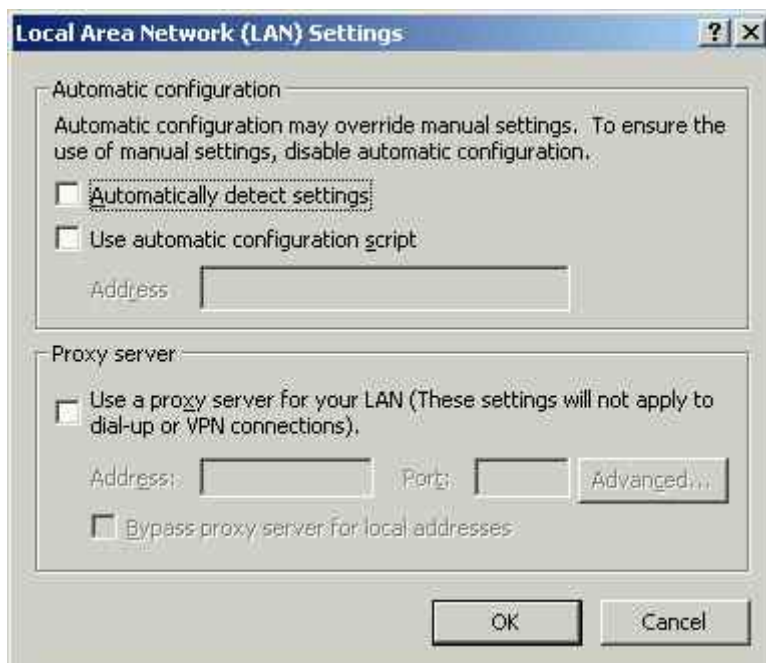 Local Area Network (LAN) Settings
Automatic configuration
Automatic configuration may override manual settings. To ensure the
use of manual settings, disable automatic configuration.
Automatically detect settings
Use automatic configuration script
Address
Proxy server
Use a proxy server for your LAN (These settings will not apply to
dial-up or VPN connections).
Address: Port: Advanced...
Bypass proxy server for local addresses
OK Cancel